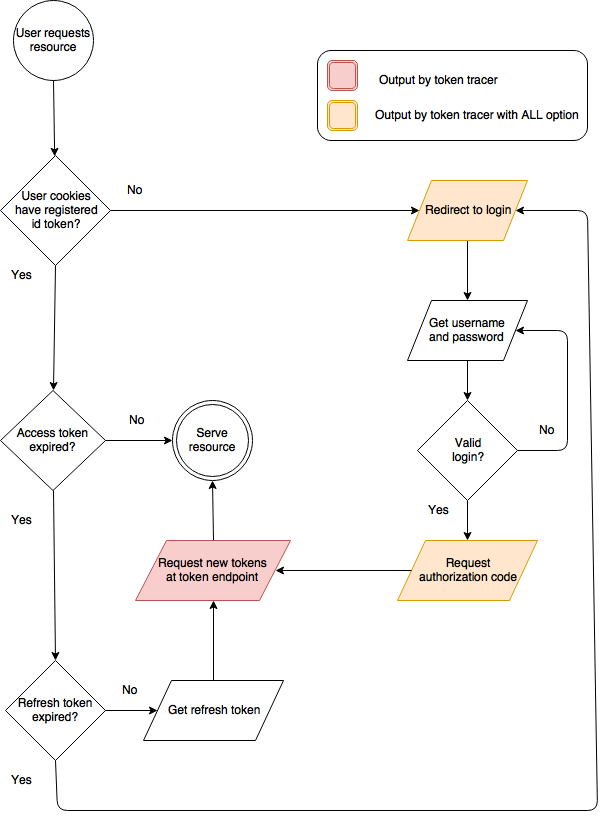 User requests
resource
Output by token tracer
Output by token tracer with ALL option
User cookies
have registered
id token?
No
Redirect to login
Yes
Get username
and password
Access token
expired?
No
Serve
resource
Valid
login?
No
Yes
Yes
Request new tokens
at token endpoint
Request
authorization code
Refresh token
expired?
No
Get refresh token
Yes